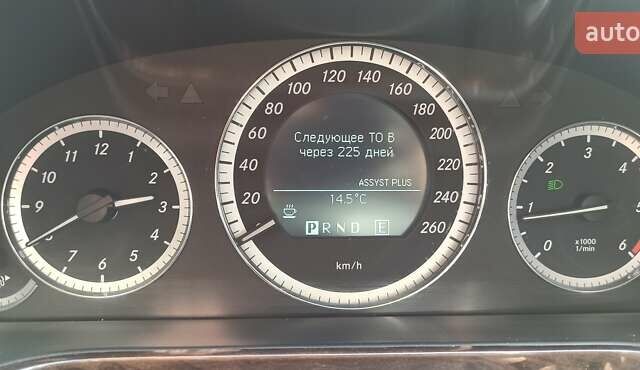 auto
Следующее ТО B
через 225 дней
ASSYST PLUS
14.5°C
P R N D E
km/h
0 20 40 60 80 100 120 140 160 180 200 220 240 260
12 1 2 3 4 5 6 7 8 9 10 11
0 1 2 3 4 5 6
x1000
1/min